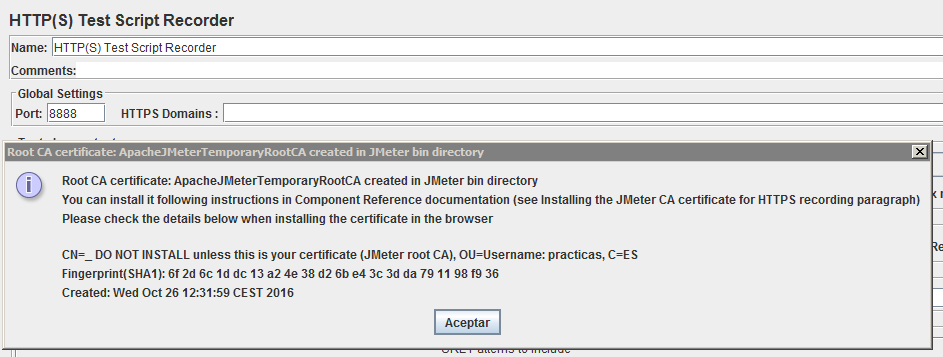 HTTP(S) Test Script Recorder
Name: HTTP(S) Test Script Recorder
Comments:
Global Settings
Port: 8888 HTTPS Domains :
Root CA certificate: ApacheJMeterTemporaryRootCA created in JMeter bin directory
Root CA certificate: ApacheJMeterTemporaryRootCA created in JMeter bin directory
You can install it following instructions in Component Reference documentation (see Installing the JMeter CA certificate for HTTPS recording paragraph)
Please check the details below when installing the certificate in the browser
CN=_ DO NOT INSTALL unless this is your certificate (JMeter root CA), OU=Username: practicas, C=ES
Fingerprint(SHA1): 6f 2d 6c 1d dc 13 a2 4e 38 d2 6b e4 3c 3d da 79 11 98 f9 36
Created: Wed Oct 26 12:31:59 CEST 2016
Aceptar